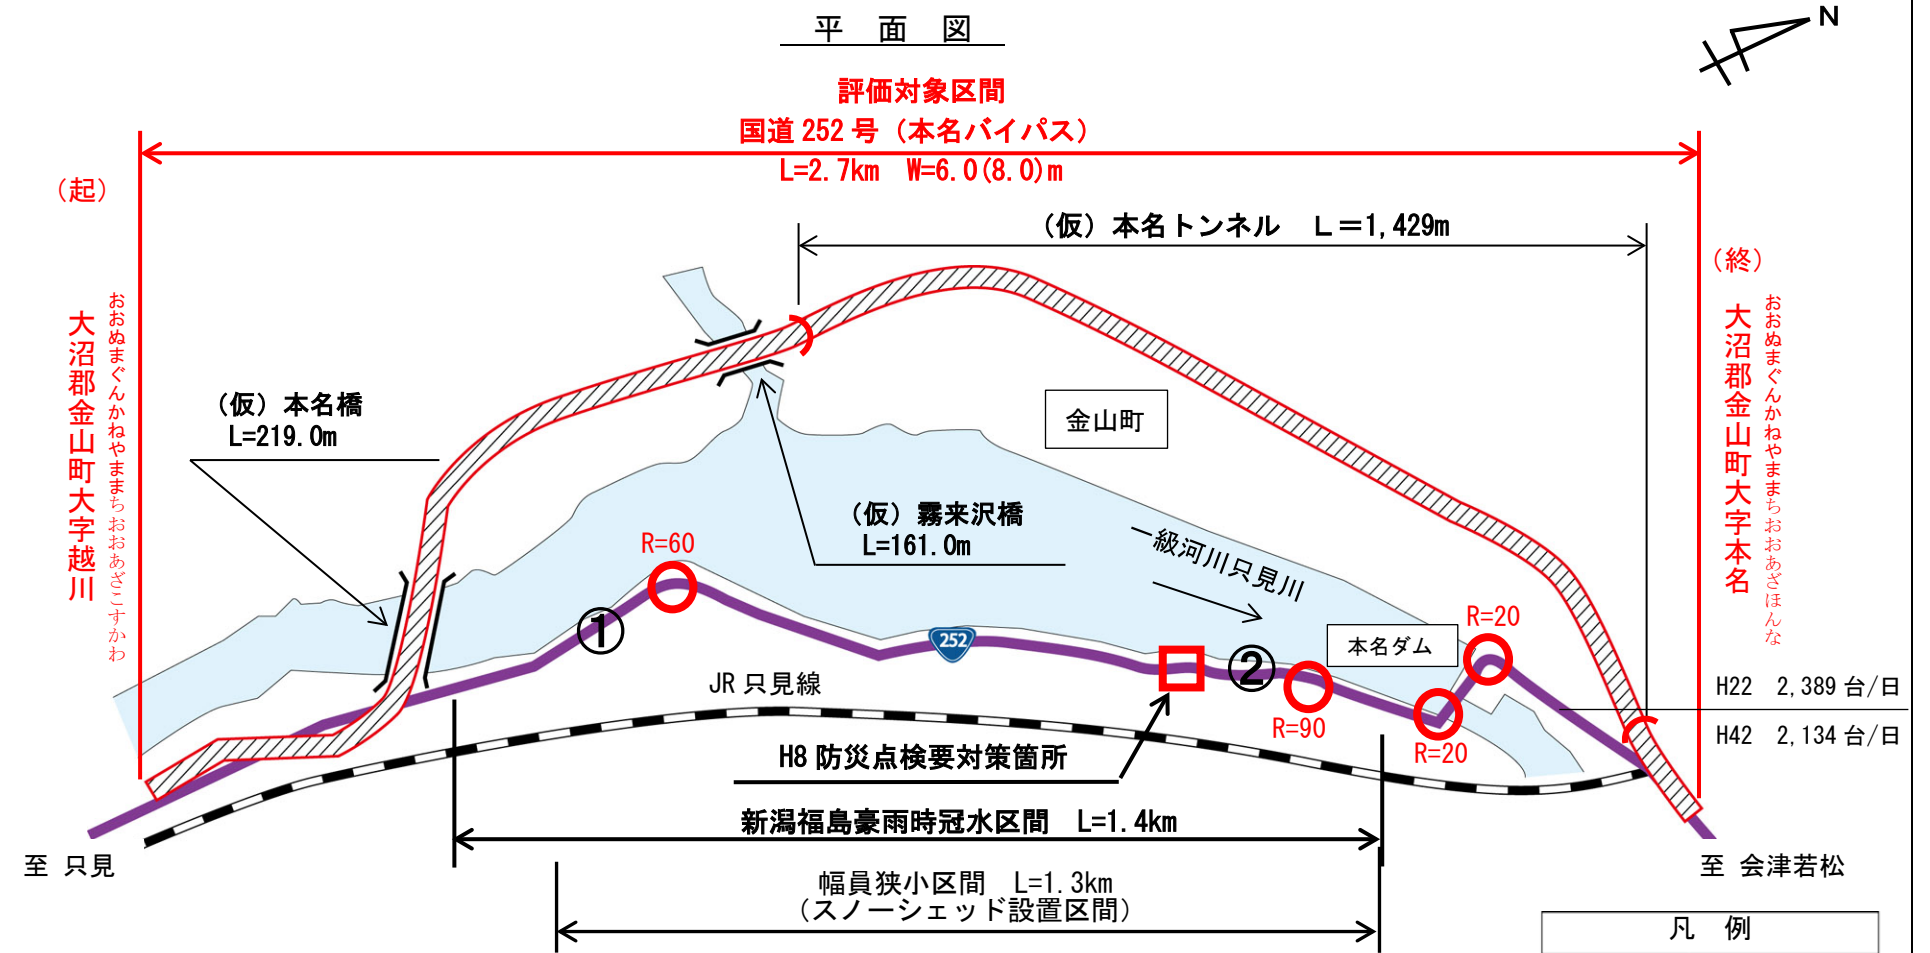 平 面 図
N
評価対象区間
国道 252 号（本名バイパス）
L=2.7km W=6.0(8.0)m
（起）
（仮）本名トンネル L=1,429m
（終）
大沼郡金山町大字越川
おおぬまぐんかねやままちおおあざこすかわ
大沼郡金山町大字本名
おおぬまぐんかねやままちおおあざほんな
（仮）本名橋
L=219.0m
金山町
（仮）霧来沢橋
L=161.0m
一級河川只見川
R=60
①
252
②
本名ダム
R=20
R=90
R=20
JR 只見線
H22 2,389 台/日
H42 2,134 台/日
H8 防災点検要対策箇所
新潟福島豪雨時冠水区間 L=1.4km
至 只見
至 会津若松
幅員狭小区間 L=1.3km
（スノーシェッド設置区間）
凡 例